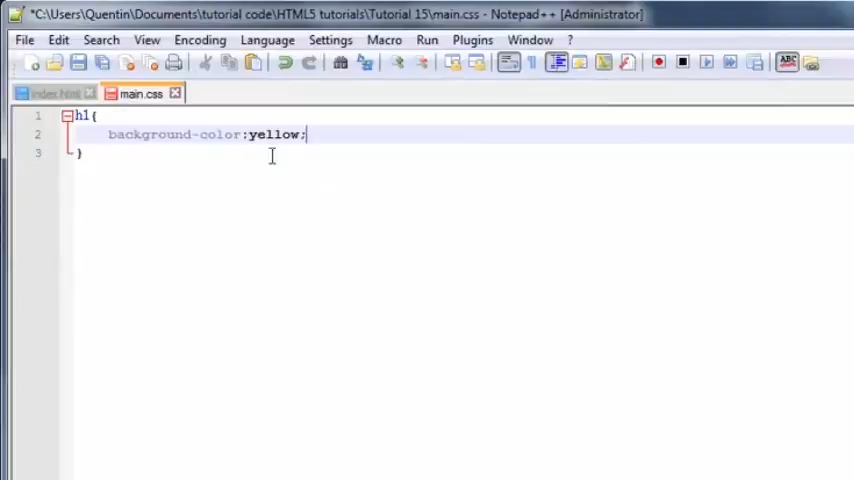 *C:\Users\Quentin\Documents\tutorial code\HTML5 tutorials\Tutorial 15\main.css - Notepad++ [Administrator]
File Edit Search View Encoding Language Settings Macro Run Plugins Window ?
ABC
index.html main.css
1 h1{
2 background-color:yellow;
3 }